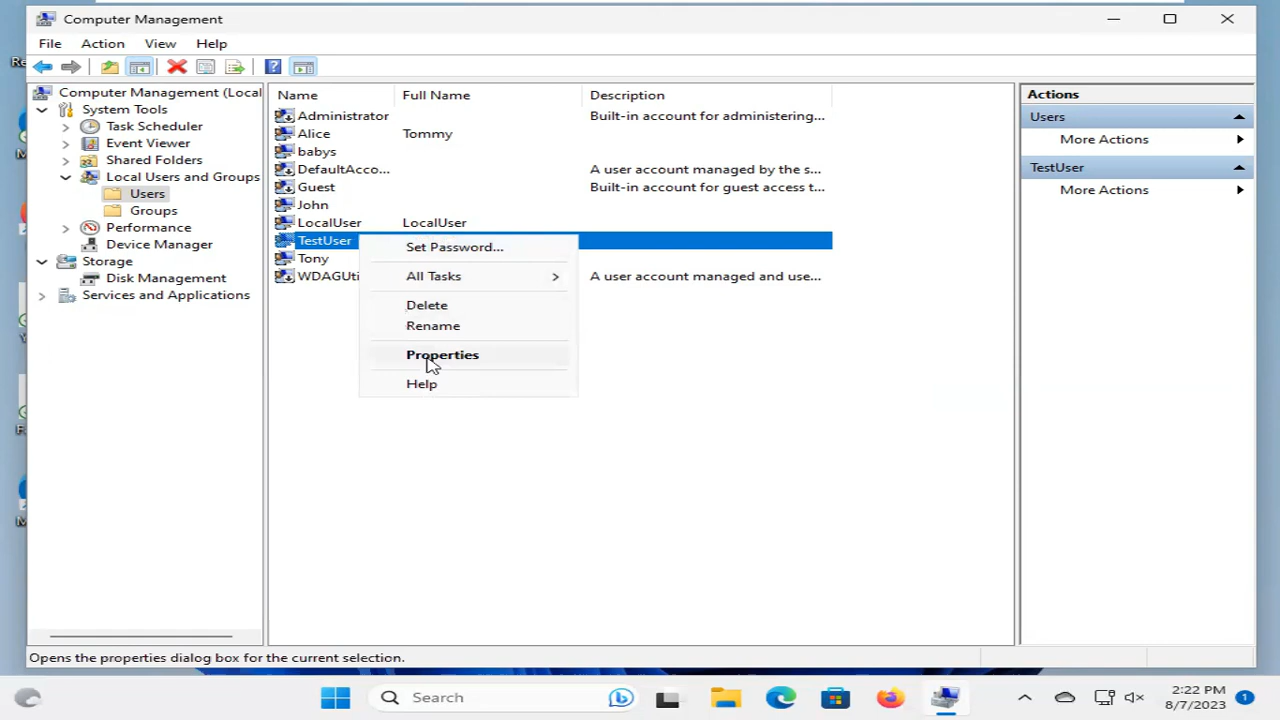 Computer Management
File Action View Help
Computer Management (Local
System Tools
Task Scheduler
Event Viewer
Shared Folders
Local Users and Groups
Users
Groups
Performance
Device Manager
Storage
Disk Management
Services and Applications
Name Full Name Description
Administrator Built-in account for administering...
Alice Tommy
babys
DefaultAcco... A user account managed by the s...
Guest Built-in account for guest access t...
John
LocalUser LocalUser
TestUser
Tony
WDAGUti A user account managed and use...
Set Password...
All Tasks
Delete
Rename
Properties
Help
Actions
Users
More Actions
TestUser
More Actions
Opens the properties dialog box for the current selection.
Search
2:22 PM
8/7/2023
1